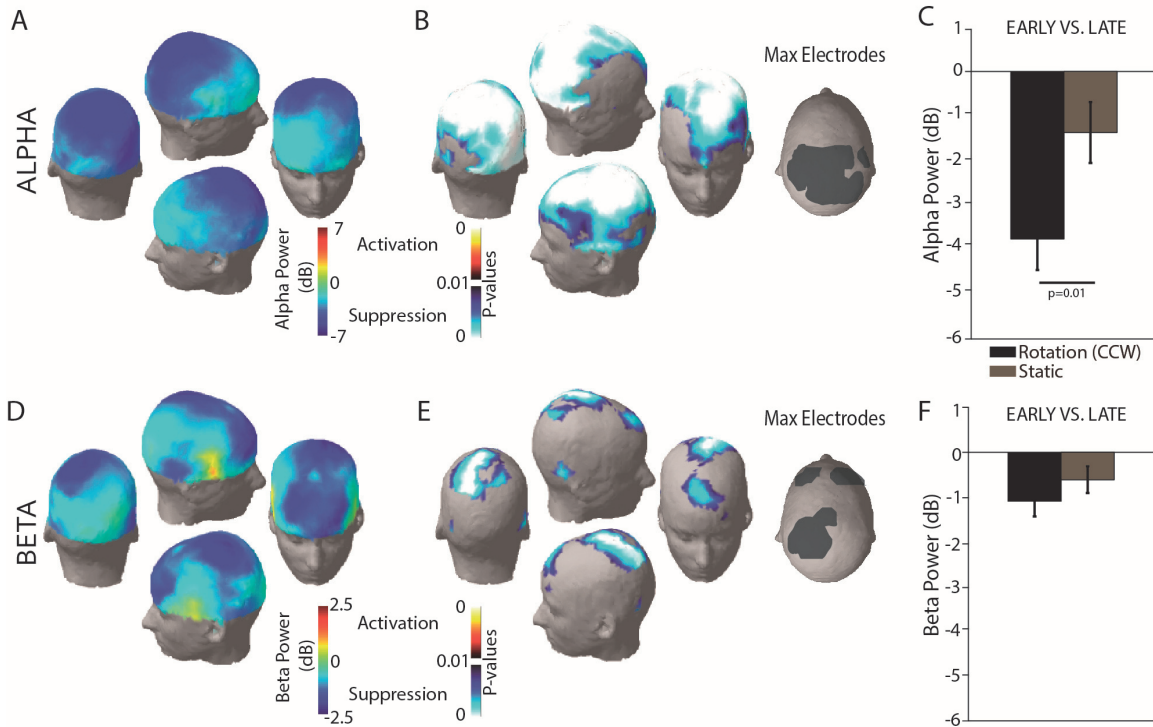 A
B
C
ALPHA
Max Electrodes
EARLY VS. LATE
1
0
-1
-2
-3
-4
-5
-6
Alpha Power (dB)
p=0.01
Rotation (CCW)
Static
Alpha Power
(dB)
7
0
-7
Activation
Suppression
0
0.01
0
P-values
D
E
F
BETA
Max Electrodes
EARLY VS. LATE
1
0
-1
-2
-3
-4
-5
-6
Beta Power (dB)
Beta Power
(dB)
2.5
0
-2.5
Activation
Suppression
0
0.01
0
P-values